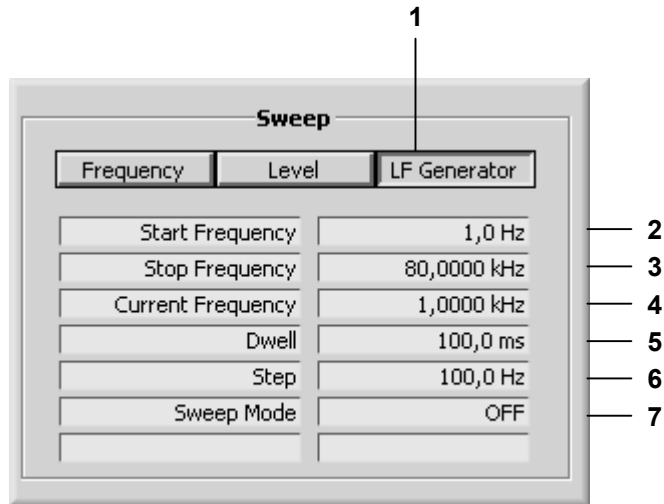 1
Sweep
Frequency Level LF Generator
Start Frequency 1,0 Hz 2
Stop Frequency 80,0000 kHz 3
Current Frequency 1,0000 kHz 4
Dwell 100,0 ms 5
Step 100,0 Hz 6
Sweep Mode OFF 7